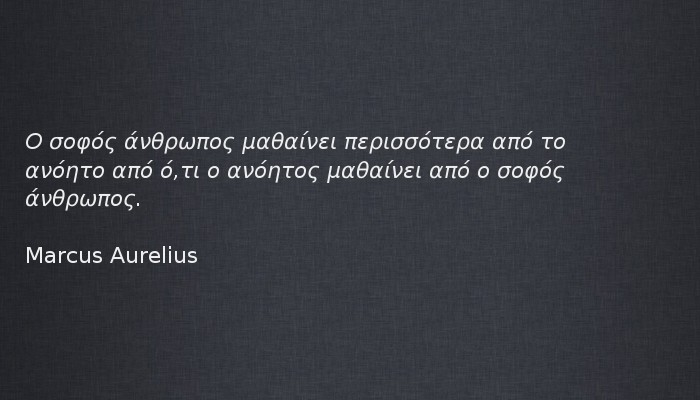 Ο σοφός άνθρωπος μαθαίνει περισσότερα από το
ανόητο από ό,τι ο ανόητος μαθαίνει από ο σοφός
άνθρωπος.
Marcus Aurelius